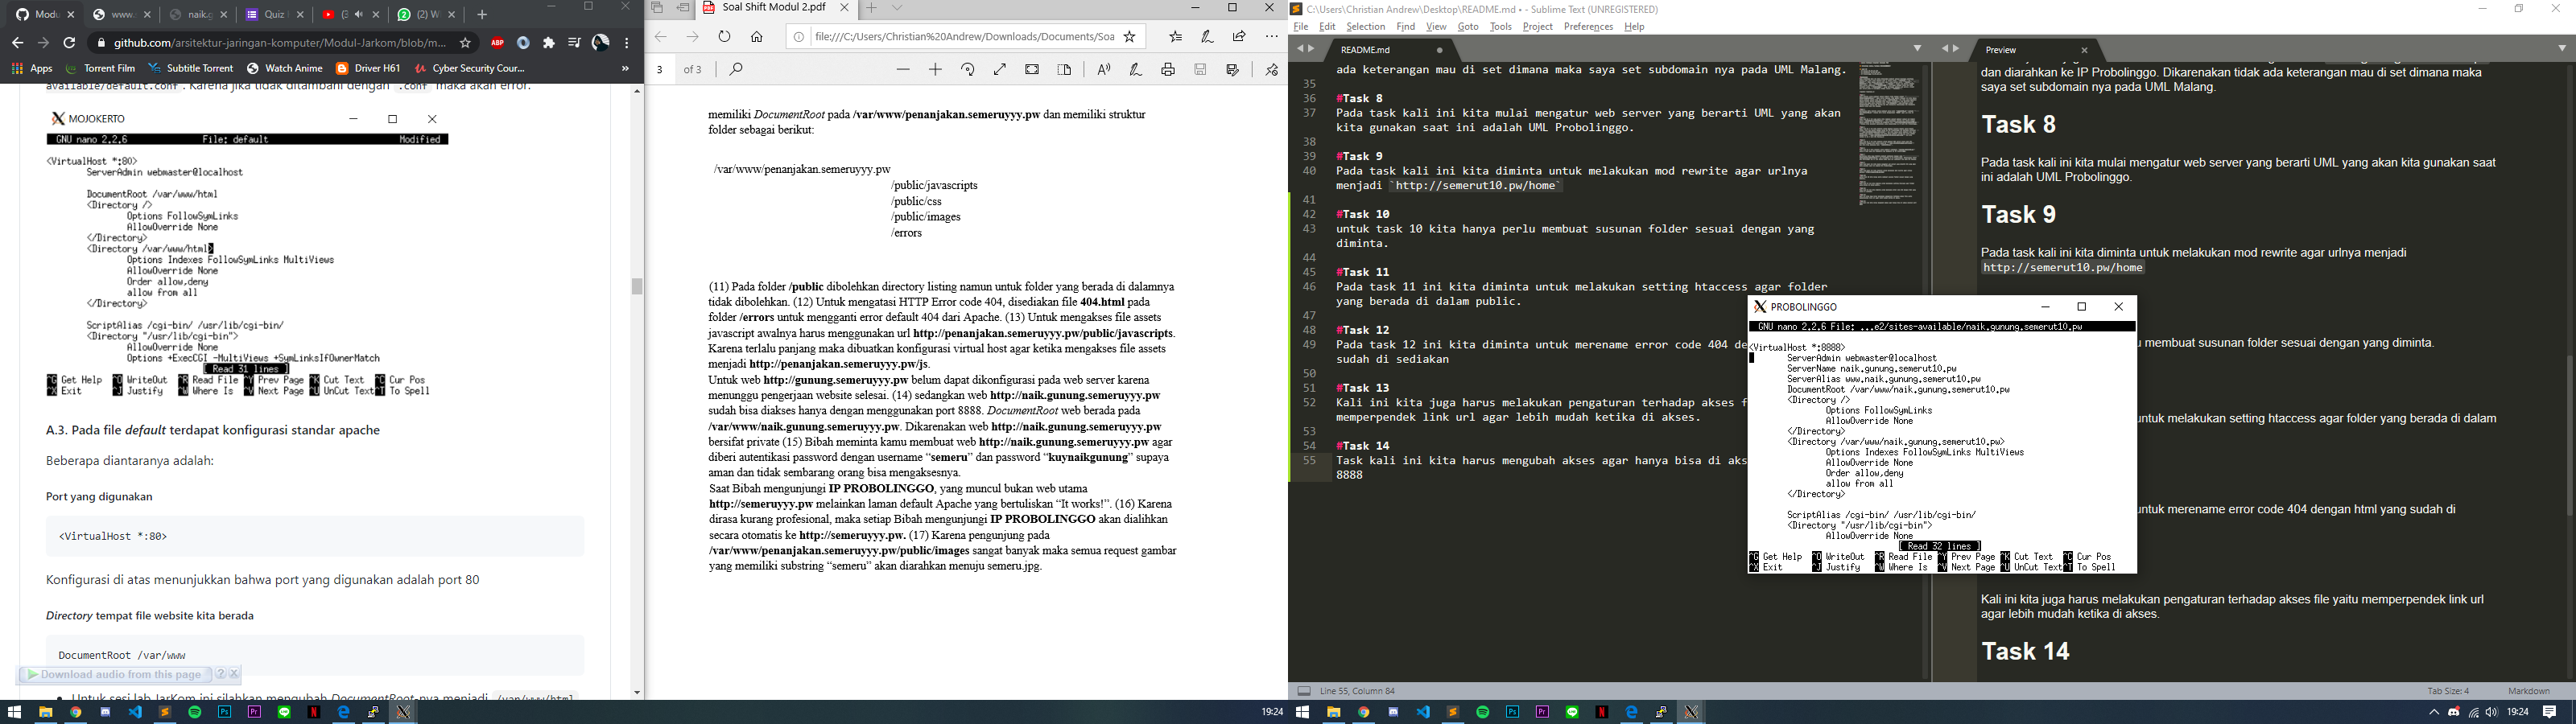 Modu
www.s
naik.g
Quiz
(3
(2) W
github.com/arsitektur-jaringan-komputer/Modul-Jarkom/blob/m...
Apps
Torrent Film
Subtitle Torrent
Watch Anime
Driver H61
Cyber Security Cour...
available/default.conf . Karena jika tidak ditambahi dengan .conf maka akan error.
MOJOKERTO
GNU nano 2.2.6 File: default Modified
<VirtualHost *:80>
ServerAdmin webmaster@localhost
DocumentRoot /var/www/html
<Directory />
Options FollowSymLinks
AllowOverride None
</Directory>
<Directory /var/www/html>
Options Indexes FollowSymLinks MultiViews
AllowOverride None
Order allow,deny
allow from all
</Directory>
ScriptAlias /cgi-bin/ /usr/lib/cgi-bin/
<Directory "/usr/lib/cgi-bin">
AllowOverride None
Options +ExecCGI -MultiViews +SymLinksIfOwnerMatch
[ Read 31 lines ]
^G Get Help ^O WriteOut ^R Read File ^Y Prev Page ^K Cut Text ^C Cur Pos
^X Exit ^J Justify ^W Where Is ^V Next Page ^U UnCut Text ^T To Spell
A.3. Pada file default terdapat konfigurasi standar apache
Beberapa diantaranya adalah:
Port yang digunakan
<VirtualHost *:80>
Konfigurasi di atas menunjukkan bahwa port yang digunakan adalah port 80
Directory tempat file website kita berada
DocumentRoot /var/www
Download audio from this page
Untuk sesi lab JarKom ini silahkan mengubah DocumentRoot-nya menjadi /var/www/html
Soal Shift Modul 2.pdf
file:///C:/Users/Christian%20Andrew/Downloads/Documents/Soa
3 of 3
memiliki DocumentRoot pada /var/www/penanjakan.semeruyyy.pw dan memiliki struktur
folder sebagai berikut:
/var/www/penanjakan.semeruyyy.pw
/public/javascripts
/public/css
/public/images
/errors
(11) Pada folder /public dibolehkan directory listing namun untuk folder yang berada di dalamnya
tidak dibolehkan. (12) Untuk mengatasi HTTP Error code 404, disediakan file 404.html pada
folder /errors untuk mengganti error default 404 dari Apache. (13) Untuk mengakses file assets
javascript awalnya harus menggunakan url http://penanjakan.semeruyyy.pw/public/javascripts.
Karena terlalu panjang maka dibuatkan konfigurasi virtual host agar ketika mengakses file assets
menjadi http://penanjakan.semeruyyy.pw/js.
Untuk web http://gunung.semeruyyy.pw belum dapat dikonfigurasi pada web server karena
menunggu pengerjaan website selesai. (14) sedangkan web http://naik.gunung.semeruyyy.pw
sudah bisa diakses hanya dengan menggunakan port 8888. DocumentRoot web berada pada
/var/www/naik.gunung.semeruyyy.pw. Dikarenakan web http://naik.gunung.semeruyyy.pw
bersifat private (15) Bibah meminta kamu membuat web http://naik.gunung.semeruyyy.pw agar
diberi autentikasi password dengan username “semeru” dan password “kuynaikgunung” supaya
aman dan tidak sembarang orang bisa mengaksesnya.
Saat Bibah mengunjungi IP PROBOLINGGO, yang muncul bukan web utama
http://semeruyyy.pw melainkan laman default Apache yang bertuliskan “It works!”. (16) Karena
dirasa kurang profesional, maka setiap Bibah mengunjungi IP PROBOLINGGO akan dialihkan
secara otomatis ke http://semeruyyy.pw. (17) Karena pengunjung pada
/var/www/penanjakan.semeruyyy.pw/public/images sangat banyak maka semua request gambar
yang memiliki substring “semeru” akan diarahkan menuju semeru.jpg.
19:24
C:\Users\Christian Andrew\Desktop\README.md • - Sublime Text (UNREGISTERED)
File Edit Selection Find View Goto Tools Project Preferences Help
README.md
ada keterangan mau di set dimana maka saya set subdomain nya pada UML Malang.
35
36 #Task 8
37 Pada task kali ini kita mulai mengatur web server yang berarti UML yang akan
kita gunakan saat ini adalah UML Probolinggo.
38
39 #Task 9
40 Pada task kali ini kita diminta untuk melakukan mod rewrite agar urlnya
menjadi `http://semerut10.pw/home`
41
42 #Task 10
43 untuk task 10 kita hanya perlu membuat susunan folder sesuai dengan yang
diminta.
44
45 #Task 11
46 Pada task 11 ini kita diminta untuk melakukan setting htaccess agar folder
yang berada di dalam public.
47
48 #Task 12
49 Pada task 12 ini kita diminta untuk merename error code 404 de
sudah di sediakan
50
51 #Task 13
52 Kali ini kita juga harus melakukan pengaturan terhadap akses f
memperpendek link url agar lebih mudah ketika di akses.
53
54 #Task 14
55 Task kali ini kita harus mengubah akses agar hanya bisa di aks
8888
Preview
dan diarahkan ke IP Probolinggo. Dikarenakan tidak ada keterangan mau di set dimana maka
saya set subdomain nya pada UML Malang.
Task 8
Pada task kali ini kita mulai mengatur web server yang berarti UML yang akan kita gunakan saat
ini adalah UML Probolinggo.
Task 9
Pada task kali ini kita diminta untuk melakukan mod rewrite agar urlnya menjadi
http://semerut10.pw/home
u membuat susunan folder sesuai dengan yang diminta.
untuk melakukan setting htaccess agar folder yang berada di dalam
untuk merename error code 404 dengan html yang sudah di
Kali ini kita juga harus melakukan pengaturan terhadap akses file yaitu memperpendek link url
agar lebih mudah ketika di akses.
Task 14
PROBOLINGGO
GNU nano 2.2.6 File: ...e2/sites-available/naik.gunung.semerut10.pw
<VirtualHost *:8888>
ServerAdmin webmaster@localhost
ServerName naik.gunung.semerut10.pw
ServerAlias www.naik.gunung.semerut10.pw
DocumentRoot /var/www/naik.gunung.semerut10.pw
<Directory />
Options FollowSymLinks
AllowOverride None
</Directory>
<Directory /var/www/naik.gunung.semerut10.pw>
Options Indexes FollowSymLinks MultiViews
AllowOverride None
Order allow,deny
allow from all
</Directory>
ScriptAlias /cgi-bin/ /usr/lib/cgi-bin/
<Directory "/usr/lib/cgi-bin">
AllowOverride None
[ Read 32 lines ]
^G Get Help ^O WriteOut ^R Read File ^Y Prev Page ^K Cut Text ^C Cur Pos
^X Exit ^J Justify ^W Where Is ^V Next Page ^U UnCut Text ^T To Spell
Line 55, Column 84
Tab Size: 4
Markdown
19:24